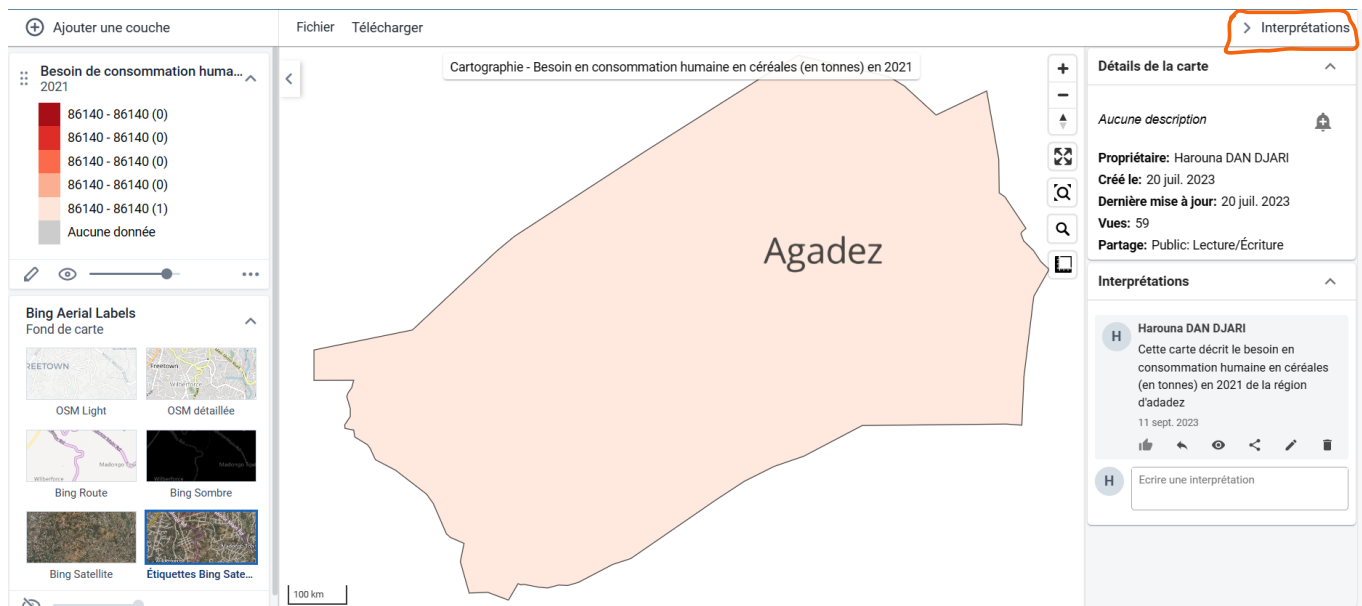 Ajouter une couche
Fichier Télécharger
Interprétations
Besoin de consommation huma...
2021
86140 - 86140 (0)
86140 - 86140 (0)
86140 - 86140 (0)
86140 - 86140 (0)
86140 - 86140 (1)
Aucune donnée
Bing Aerial Labels
Fond de carte
REETOWN
Freetown
Wilberforce
OSM Light
OSM détaillée
Wilberforce
Madongo
Bing Route
Bing Sombre
Bing Satellite
Étiquettes Bing Sate...
Cartographie - Besoin en consommation humaine en céréales (en tonnes) en 2021
Agadez
100 km
Détails de la carte
Aucune description
Propriétaire: Harouna DAN DJARI
Créé le: 20 juil. 2023
Dernière mise à jour: 20 juil. 2023
Vues: 59
Partage: Public: Lecture/Écriture
Interprétations
H
Harouna DAN DJARI
Cette carte décrit le besoin en
consommation humaine en céréales
(en tonnes) en 2021 de la région
d'adadez
11 sept. 2023
H
Ecrire une interprétation